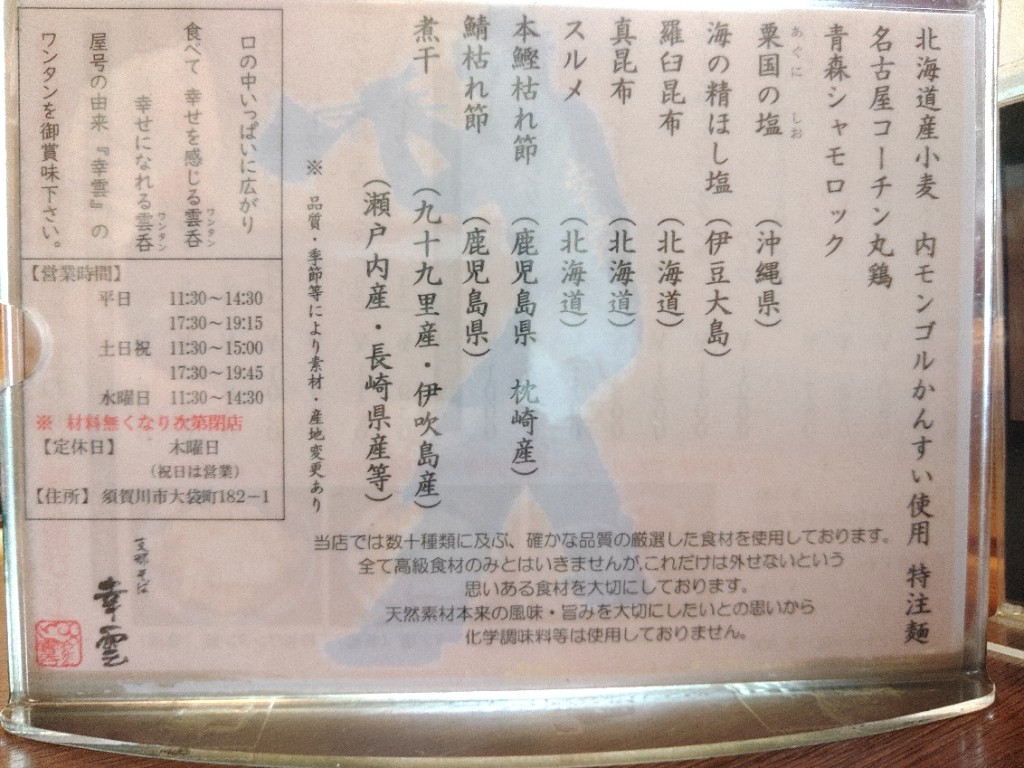 北海道産小麦　内モンゴルかんすい使用　特注麺
名古屋コーチン丸鶏
青森シャモロック
粟国の塩　（沖縄県）
あぐに　しお
海の精ほし塩　（伊豆大島）
羅臼昆布　（北海道）
真昆布　（北海道）
スルメ　（北海道）
本鰹枯れ節　（鹿児島県　枕崎産）
鯖枯れ節　（鹿児島県）
煮干　（九十九里産・伊吹島産）
（瀬戸内産・長崎県産等）
※　品質・季節等により素材・産地変更あり
当店では数十種類に及ぶ、確かな品質の厳選した食材を使用しております。
全て高級食材のみとはいきませんが、これだけは外せないという
思いある食材を大切にしております。
天然素材本来の風味・旨みを大切にしたいとの思いから
化学調味料等は使用しておりません。
口の中いっぱいに広がり
食べて　幸せを感じる雲呑
ワンタン
幸せになれる雲呑
ワンタン
屋号の由来『幸雲』の
ワンタンを御賞味下さい。
【営業時間】
平日　11:30～14:30
17:30～19:15
土日祝　11:30～15:00
17:30～19:45
水曜日　11:30～14:30
※　材料無くなり次第閉店
【定休日】　木曜日
（祝日は営業）
【住所】須賀川市大袋町182－1
支那そば
幸雲